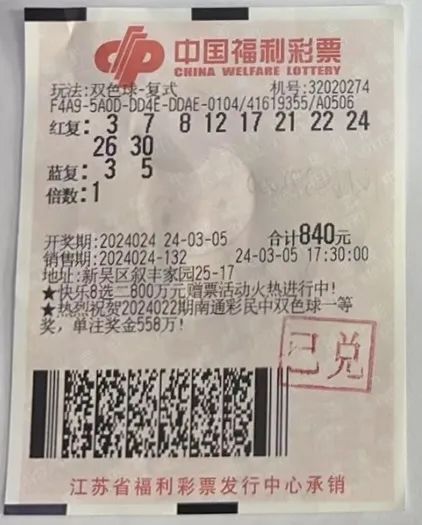 中国福利彩票
CHINA WELFARE LOTTERY
玩法:双色球-复式 机号:32020274
F4A9-5A0D-DD4E-DDAE-0104/41619355/A0506
红复: 3 7 8 12 17 21 22 24
26 30
蓝复: 3 5
倍数:1
开奖期:2024024 24-03-05 合计840元
销售期:2024024-132 24-03-05 17:30:00
地址:新吴区叙丰家园25-17
★快乐8选二800万元赠票活动火热进行中!
★热烈祝贺2024022期南通彩民中双色球一等
奖,单注奖金558万!
已兑
江苏省福利彩票发行中心承销